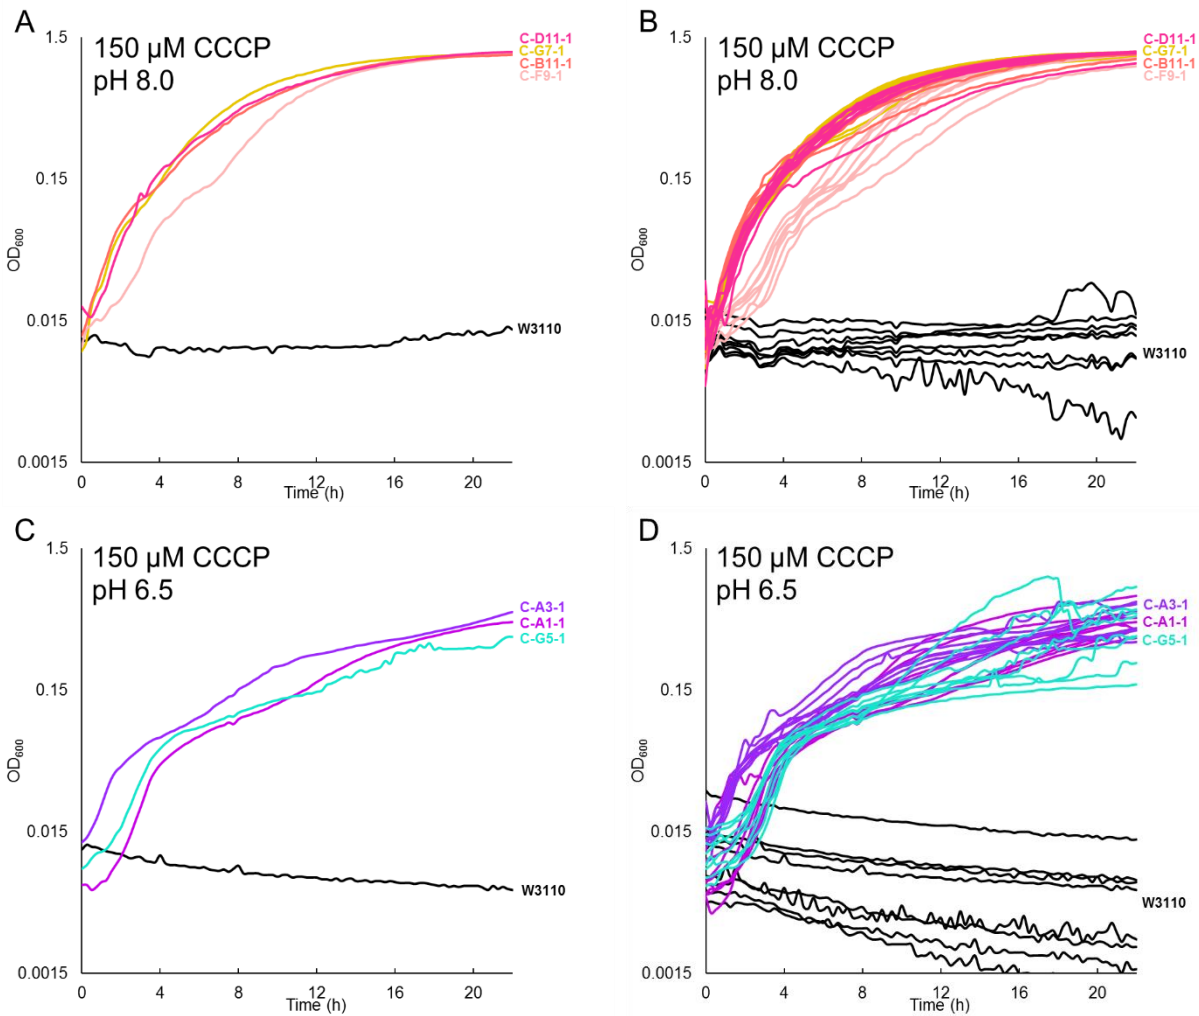 A
150 µM CCCP
pH 8.0
1.5
0.15
0.015
0.0015
OD600
0
4
8
12
16
20
Time (h)
C-D11-1
C-G7-1
C-B11-1
C-F9-1
W3110
B
150 µM CCCP
pH 8.0
1.5
0.15
0.015
0.0015
OD600
0
4
8
12
16
20
Time (h)
C-D11-1
C-G7-1
C-B11-1
C-F9-1
W3110
C
150 µM CCCP
pH 6.5
1.5
0.15
0.015
0.0015
OD600
0
4
8
12
16
20
Time (h)
C-A3-1
C-A1-1
C-G5-1
W3110
D
150 µM CCCP
pH 6.5
1.5
0.15
0.015
0.0015
OD600
0
4
8
12
16
20
Time (h)
C-A3-1
C-A1-1
C-G5-1
W3110